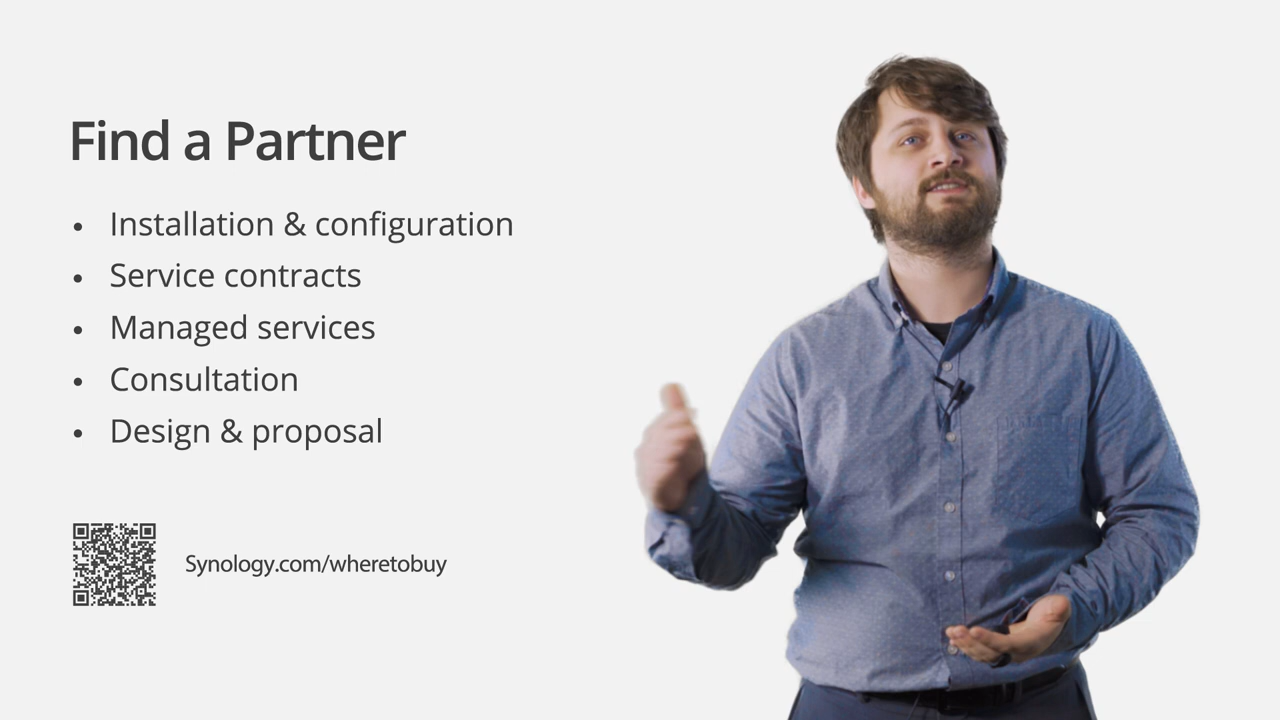 Find a Partner
• Installation & configuration
• Service contracts
• Managed services
• Consultation
• Design & proposal
Synology.com/wheretobuy